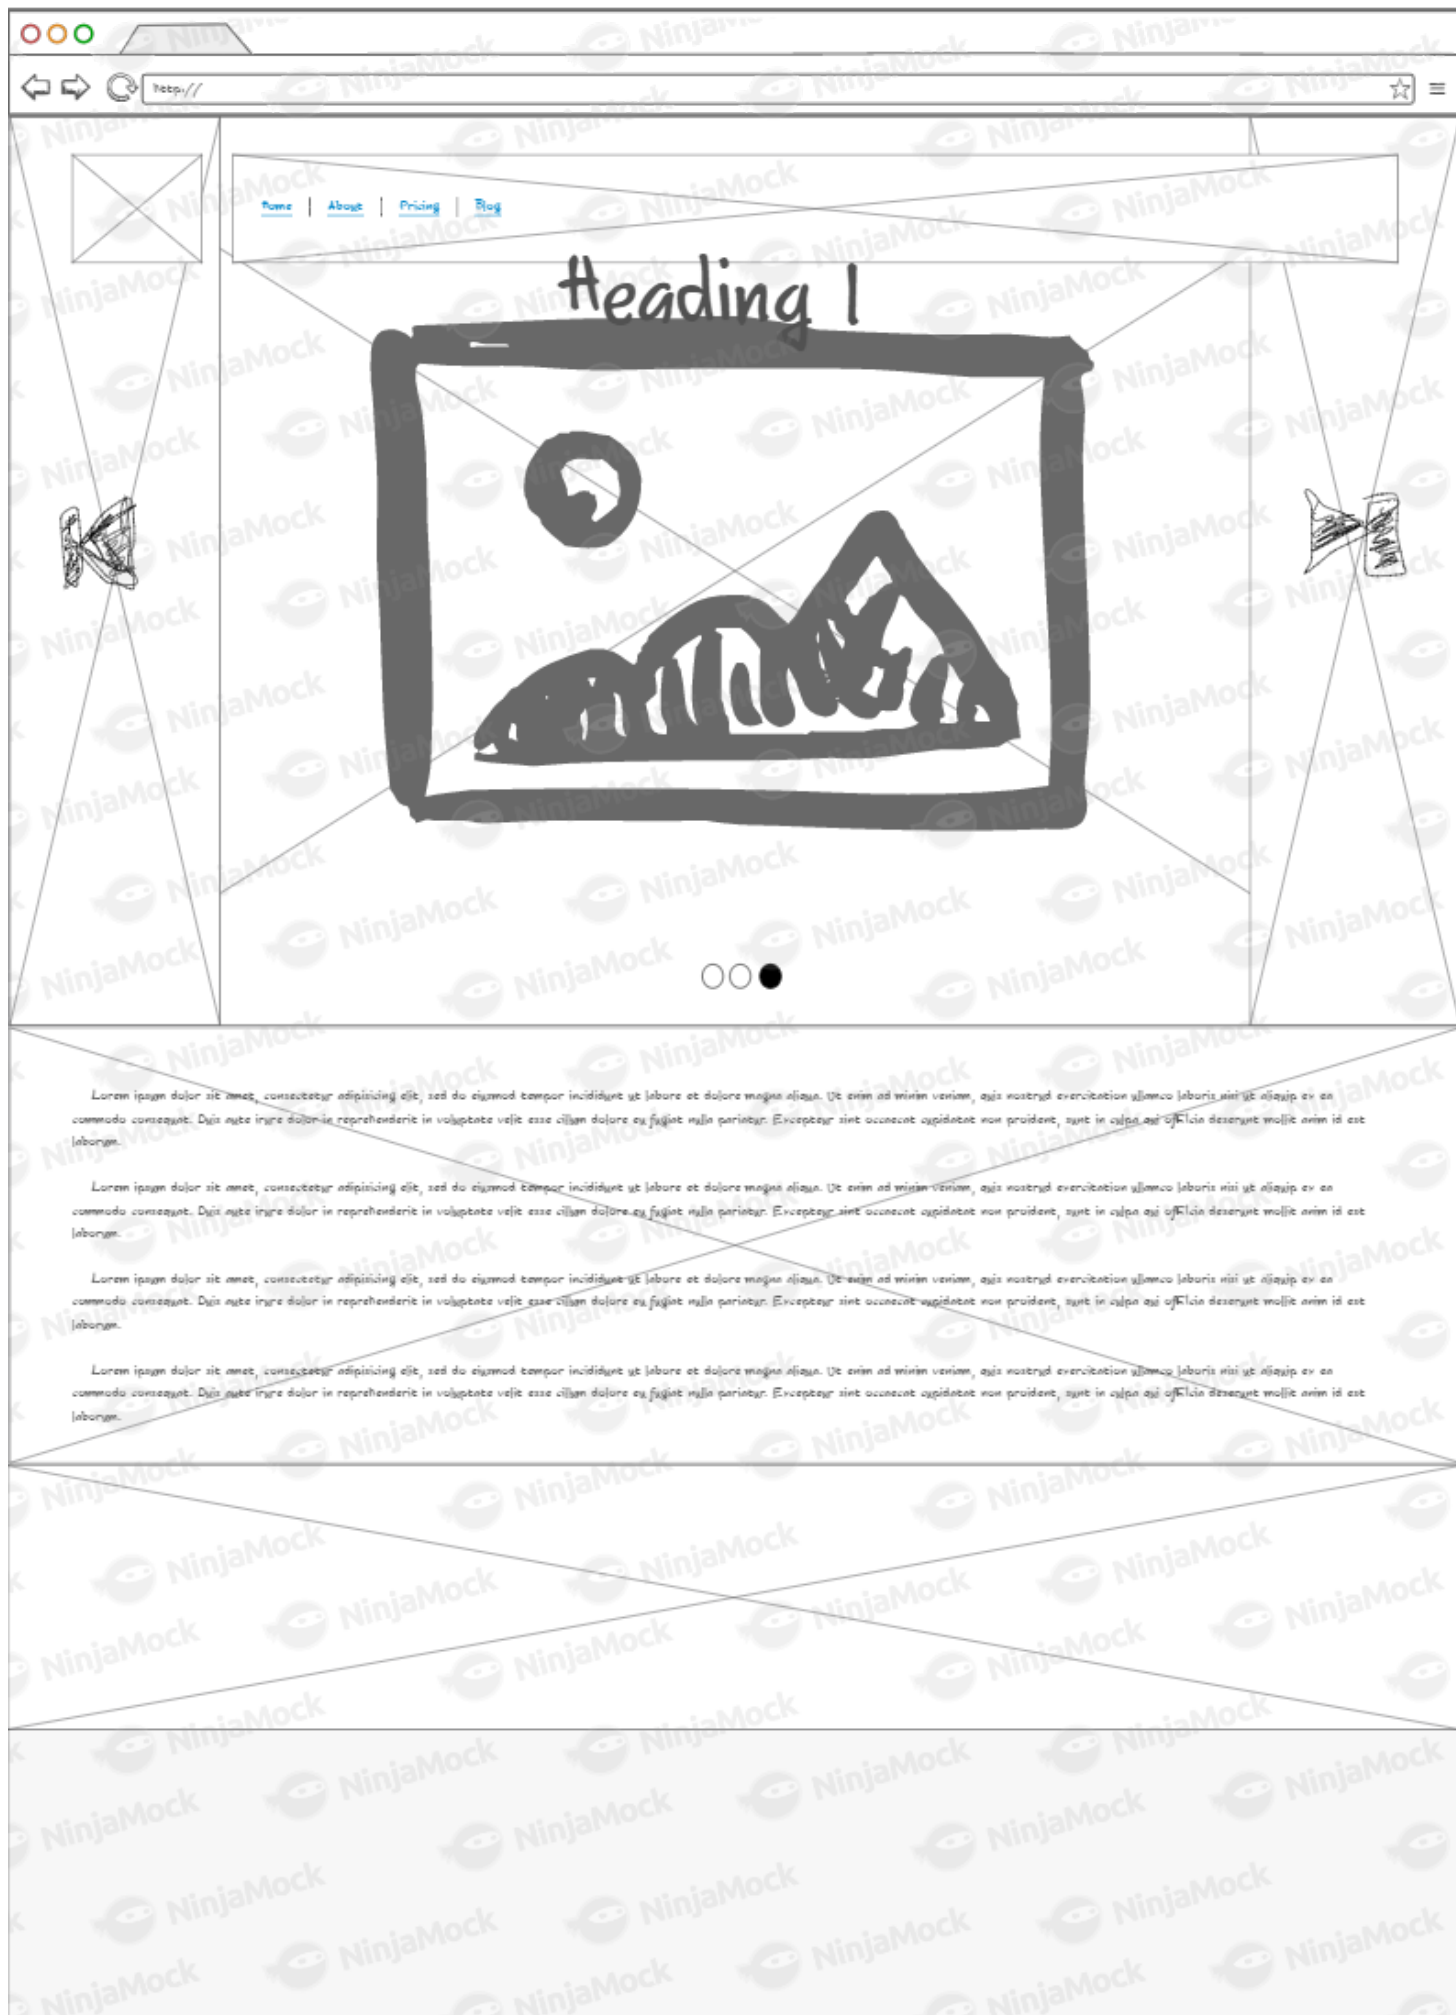 http://
Home | About | Pricing | Blog
Heading 1
Lorem ipsum dolor sit amet, consectetur adipisicing elit, sed do eiusmod tempor incididunt ut labore et dolore magna aliqua. Ut enim ad minim veniam, quis nostrud exercitation ullamco laboris nisi ut aliquip ex ea
commodo consequat. Duis aute irure dolor in reprehenderit in voluptate velit esse cillum dolore eu fugiat nulla pariatur. Excepteur sint occaecat cupidatat non proident, sunt in culpa qui officia deserunt mollit anim id est
laborum.
Lorem ipsum dolor sit amet, consectetur adipisicing elit, sed do eiusmod tempor incididunt ut labore et dolore magna aliqua. Ut enim ad minim veniam, quis nostrud exercitation ullamco laboris nisi ut aliquip ex ea
commodo consequat. Duis aute irure dolor in reprehenderit in voluptate velit esse cillum dolore eu fugiat nulla pariatur. Excepteur sint occaecat cupidatat non proident, sunt in culpa qui officia deserunt mollit anim id est
laborum.
Lorem ipsum dolor sit amet, consectetur adipisicing elit, sed do eiusmod tempor incididunt ut labore et dolore magna aliqua. Ut enim ad minim veniam, quis nostrud exercitation ullamco laboris nisi ut aliquip ex ea
commodo consequat. Duis aute irure dolor in reprehenderit in voluptate velit esse cillum dolore eu fugiat nulla pariatur. Excepteur sint occaecat cupidatat non proident, sunt in culpa qui officia deserunt mollit anim id est
laborum.
Lorem ipsum dolor sit amet, consectetur adipisicing elit, sed do eiusmod tempor incididunt ut labore et dolore magna aliqua. Ut enim ad minim veniam, quis nostrud exercitation ullamco laboris nisi ut aliquip ex ea
commodo consequat. Duis aute irure dolor in reprehenderit in voluptate velit esse cillum dolore eu fugiat nulla pariatur. Excepteur sint occaecat cupidatat non proident, sunt in culpa qui officia deserunt mollit anim id est
laborum.
NinjaMock